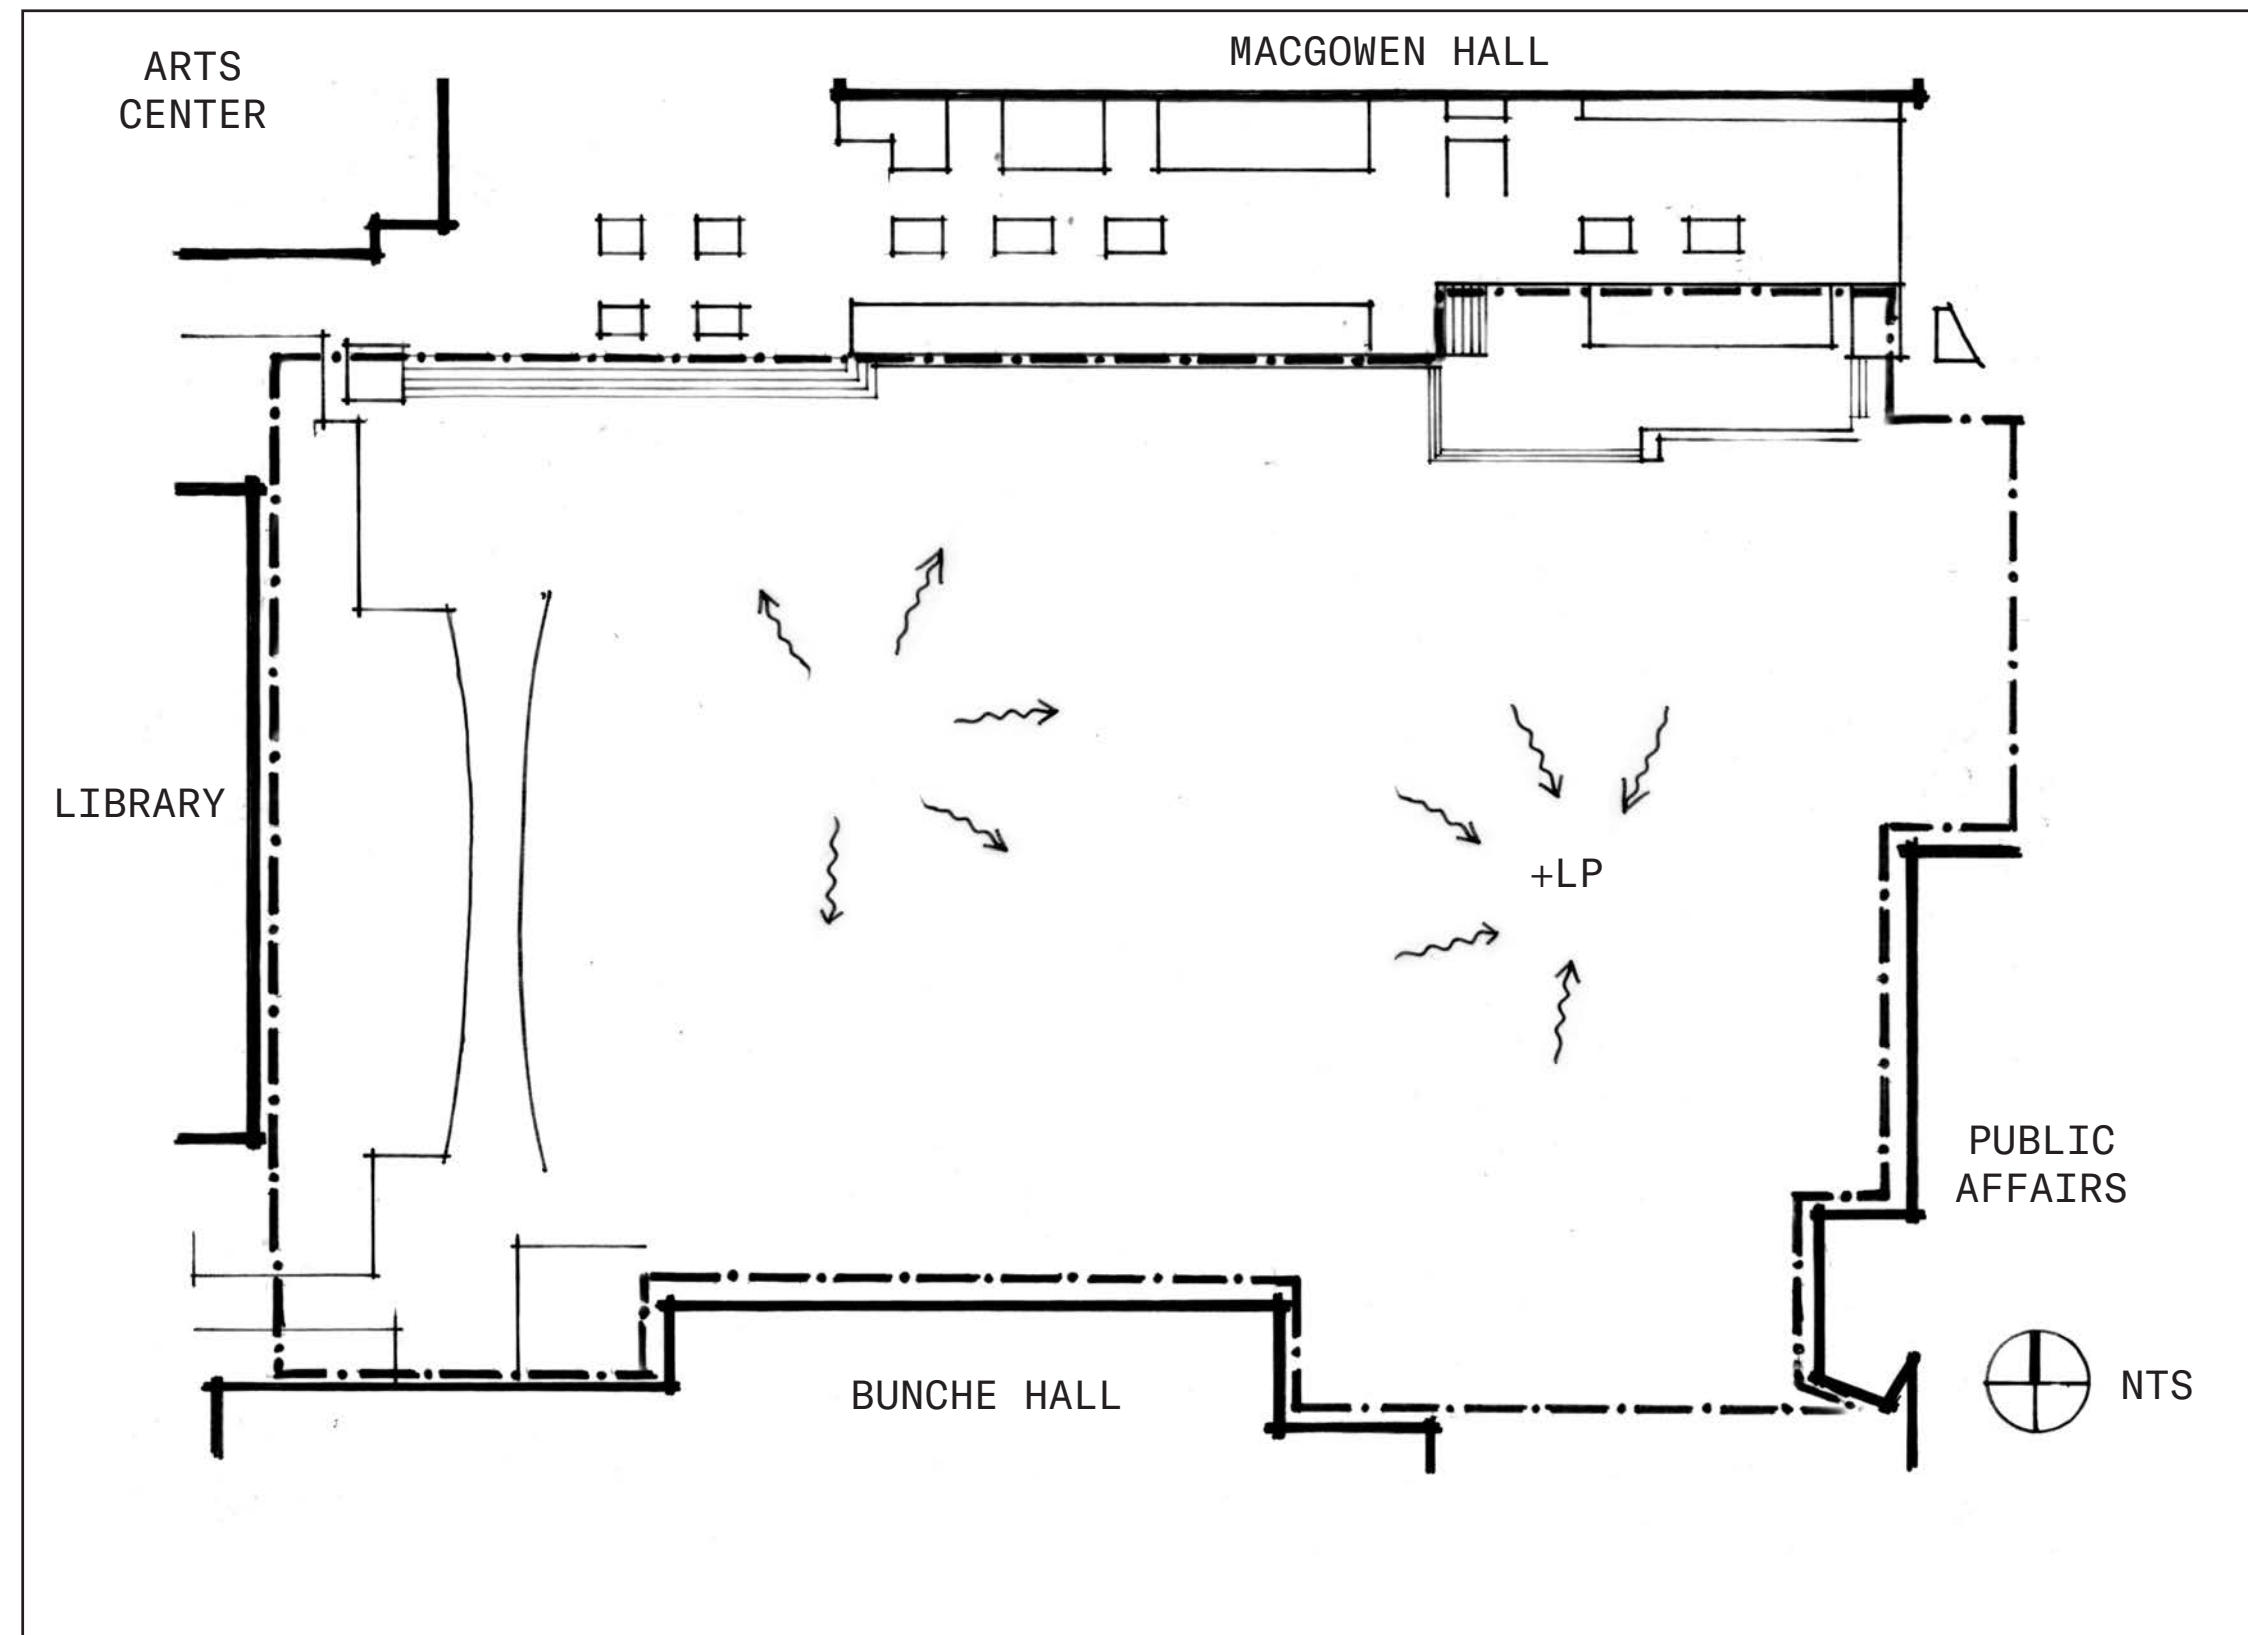 ARTS
CENTER
MACGOWEN HALL
LIBRARY
+LP
PUBLIC
AFFAIRS
BUNCHE HALL
NTS